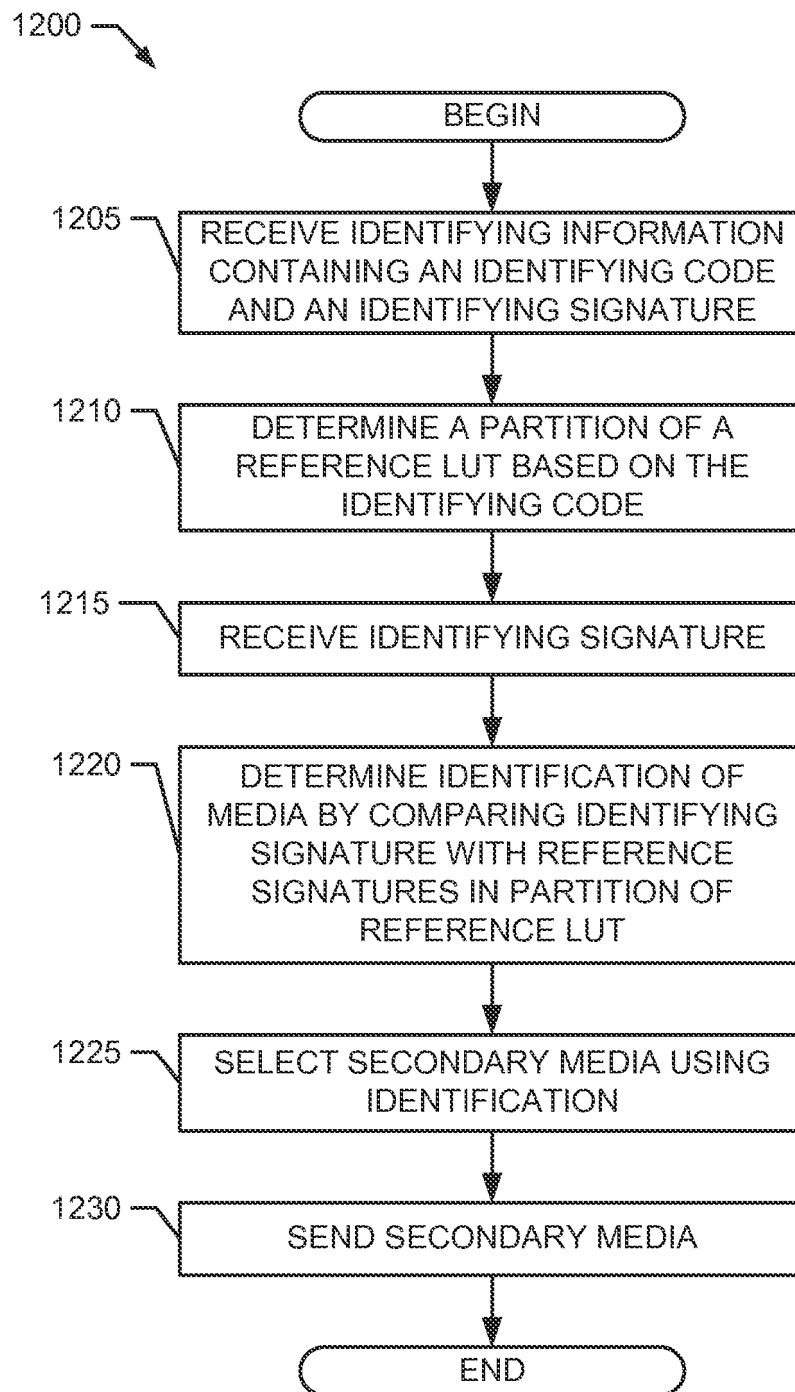 1200
BEGIN
1205
RECEIVE IDENTIFYING INFORMATION
CONTAINING AN IDENTIFYING CODE
AND AN IDENTIFYING SIGNATURE
1210
DETERMINE A PARTITION OF A
REFERENCE LUT BASED ON THE
IDENTIFYING CODE
1215
RECEIVE IDENTIFYING SIGNATURE
1220
DETERMINE IDENTIFICATION OF
MEDIA BY COMPARING IDENTIFYING
SIGNATURE WITH REFERENCE
SIGNATURES IN PARTITION OF
REFERENCE LUT
1225
SELECT SECONDARY MEDIA USING
IDENTIFICATION
1230
SEND SECONDARY MEDIA
END